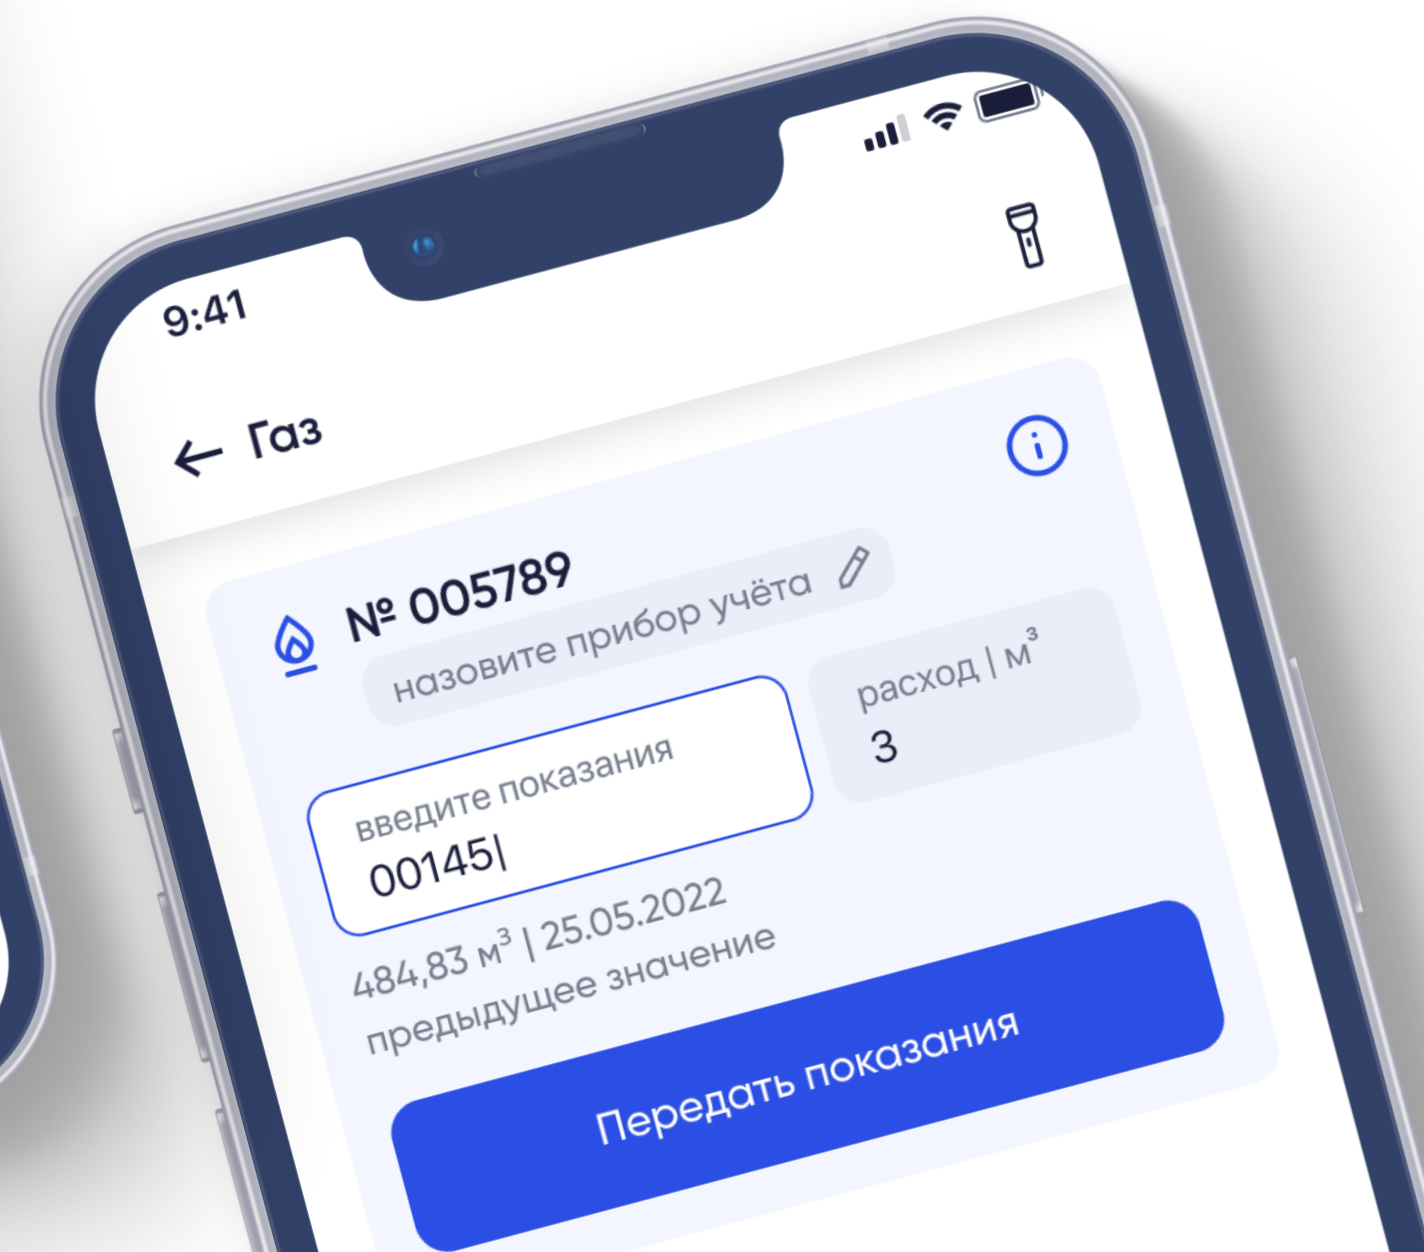 9:41
Газ
№ 005789
назовите прибор учёта
введите показания
00145
расход | м³
3
484,83 м³ | 25.05.2022
предыдущее значение
Передать показания